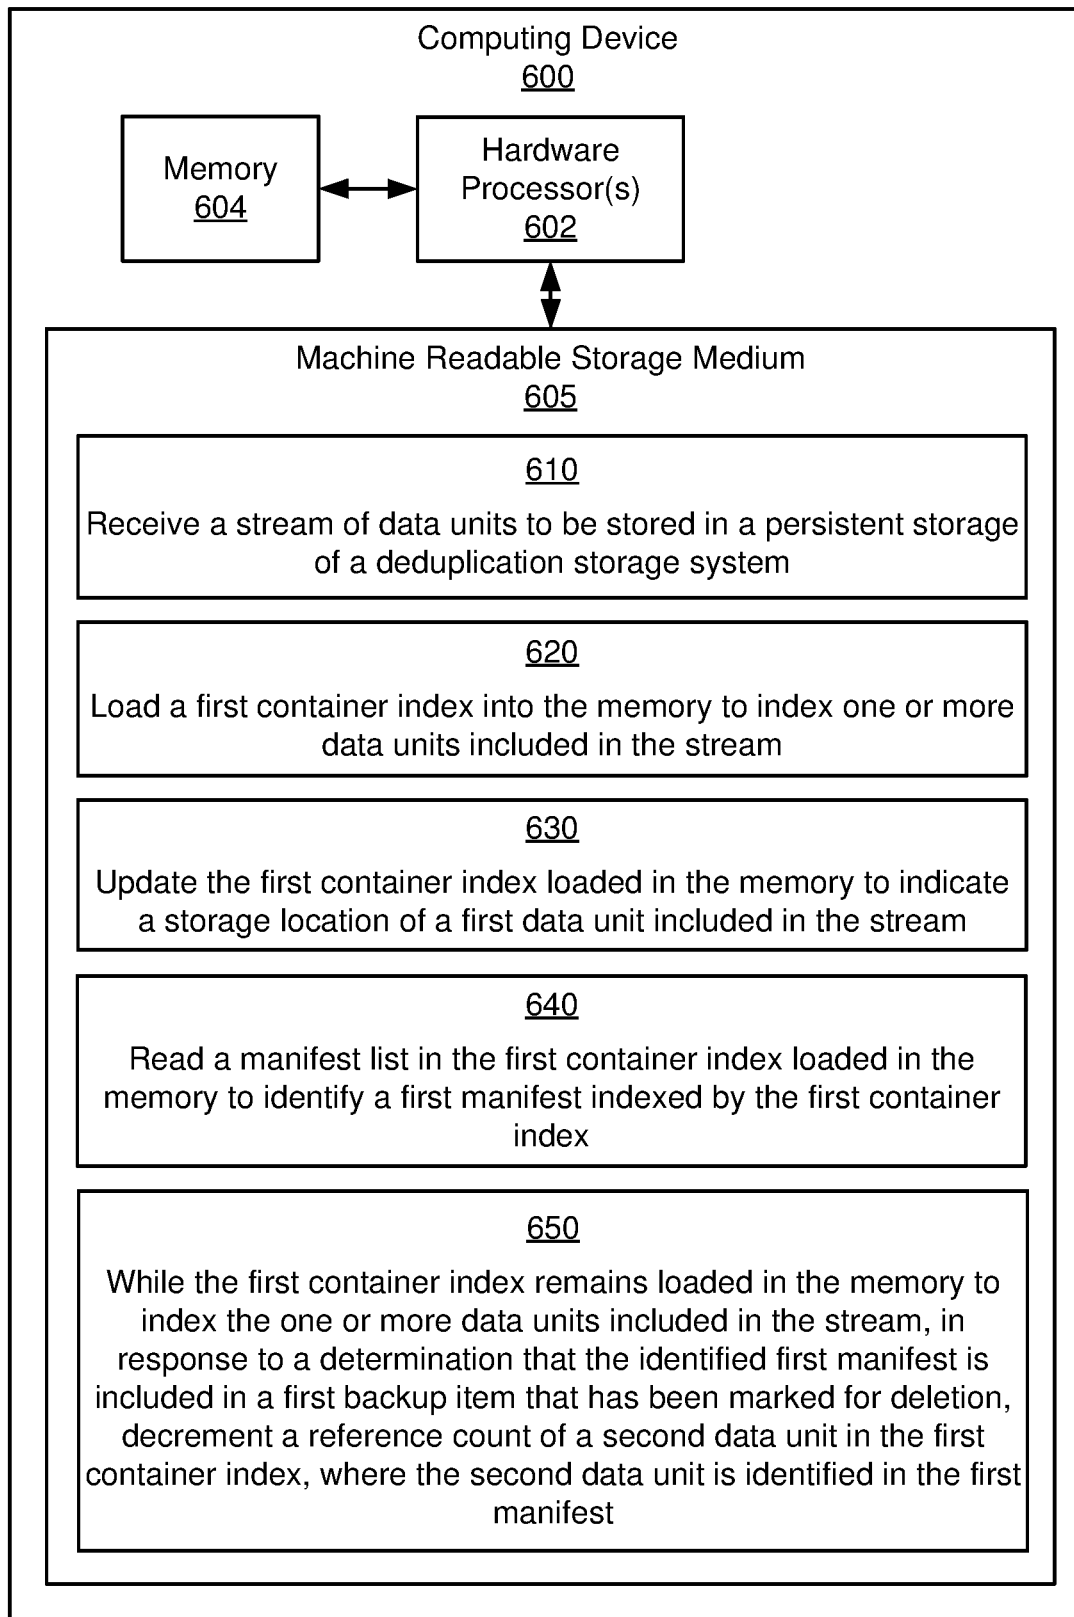 Computing Device
600
Memory
604
Hardware
Processor(s)
602
Machine Readable Storage Medium
605
610
Receive a stream of data units to be stored in a persistent storage
of a deduplication storage system
620
Load a first container index into the memory to index one or more
data units included in the stream
630
Update the first container index loaded in the memory to indicate
a storage location of a first data unit included in the stream
640
Read a manifest list in the first container index loaded in the
memory to identify a first manifest indexed by the first container
index
650
While the first container index remains loaded in the memory to
index the one or more data units included in the stream, in
response to a determination that the identified first manifest is
included in a first backup item that has been marked for deletion,
decrement a reference count of a second data unit in the first
container index, where the second data unit is identified in the first
manifest